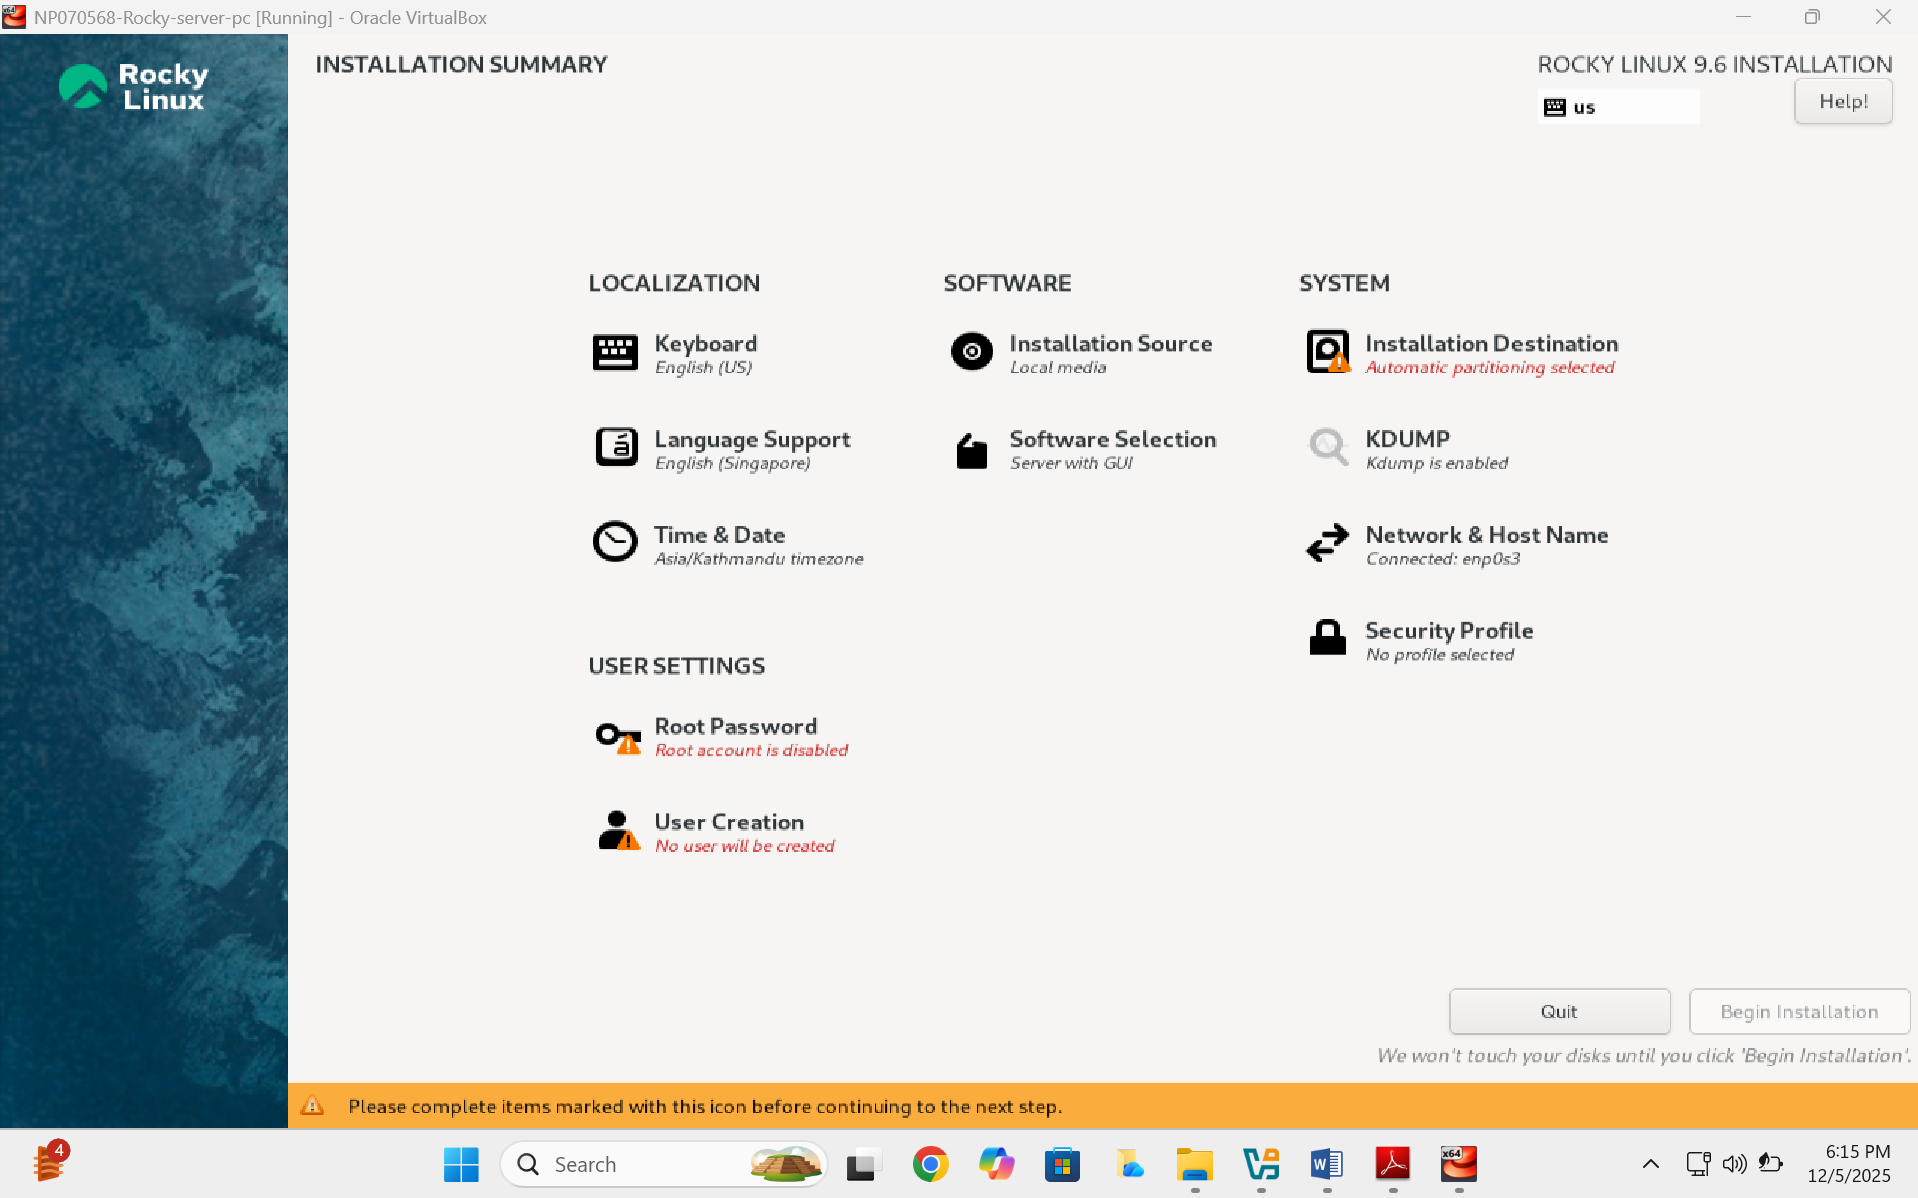 NP070568-Rocky-server-pc [Running] - Oracle VirtualBox
Rocky
Linux
INSTALLATION SUMMARY
ROCKY LINUX 9.6 INSTALLATION
us
Help!
LOCALIZATION
Keyboard
English (US)
Language Support
English (Singapore)
Time & Date
Asia/Kathmandu timezone
SOFTWARE
Installation Source
Local media
Software Selection
Server with GUI
SYSTEM
Installation Destination
Automatic partitioning selected
KDUMP
Kdump is enabled
Network & Host Name
Connected: enp0s3
Security Profile
No profile selected
USER SETTINGS
Root Password
Root account is disabled
User Creation
No user will be created
Quit
Begin Installation
We won't touch your disks until you click 'Begin Installation'.
Please complete items marked with this icon before continuing to the next step.
4
Search
x64
6:15 PM
12/5/2025